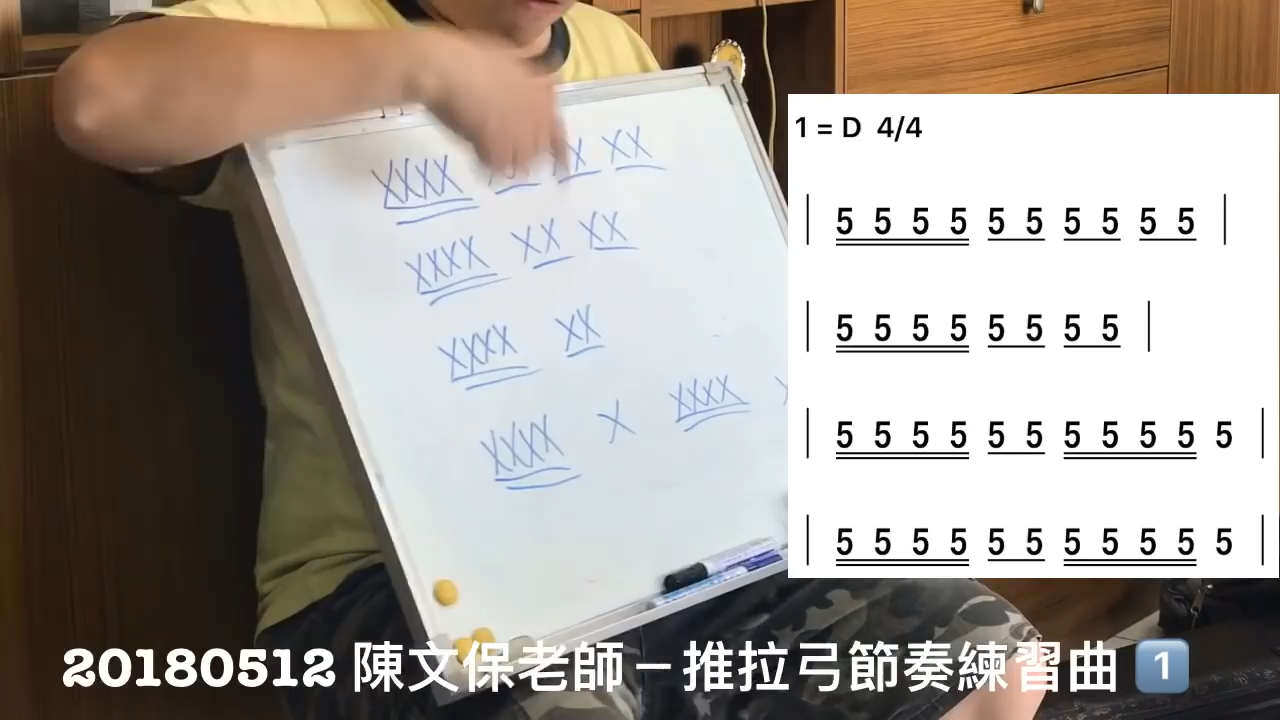 XXXX XX XX XX
XXXX XX XX
XXXX XX
XXXX X XXXX
1 = D 4/4
| 5 5 5 5 5 5 5 5 5 5 |
| 5 5 5 5 5 5 5 5 |
| 5 5 5 5 5 5 5 5 5 5 5 |
| 5 5 5 5 5 5 5 5 5 5 5 |
20180512 陳文保老師－推拉弓節奏練習曲 1